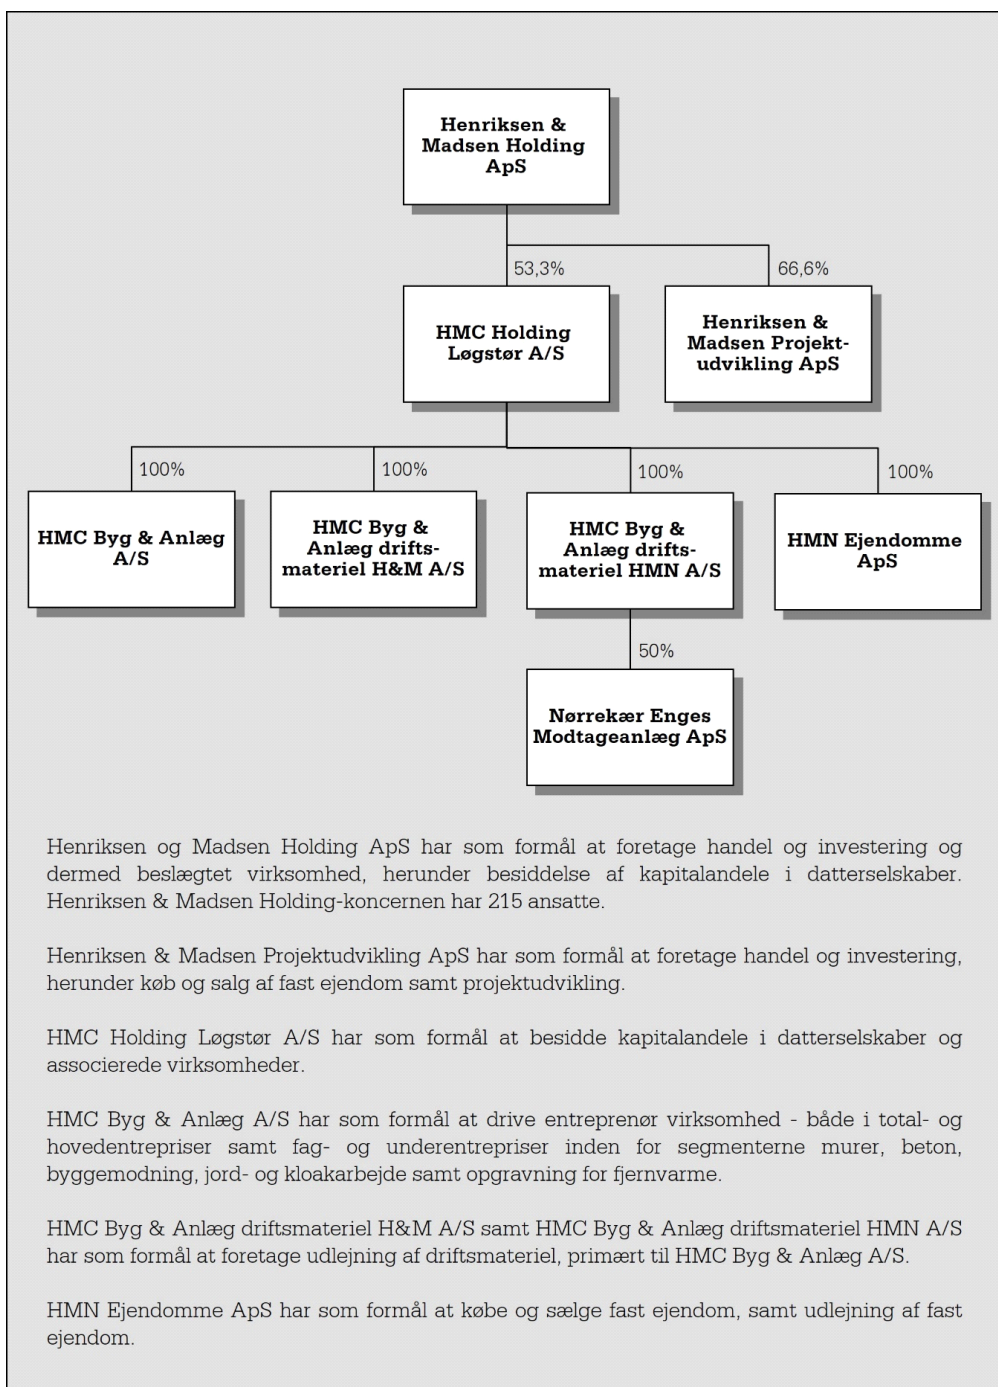 Henriksen &
Madsen Holding
ApS
53,3%
66,6%
HMC Holding
Løgstør A/S
Henriksen &
Madsen Projekt-
udvikling ApS
100%
100%
100%
100%
HMC Byg & Anlæg
A/S
HMC Byg &
Anlæg drifts-
materiel H&M A/S
HMC Byg &
Anlæg drifts-
materiel HMN A/S
HMN Ejendomme
ApS
50%
Nørrekær Enges
Modtageanlæg ApS
Henriksen og Madsen Holding ApS har som formål at foretage handel og investering og
dermed beslægtet virksomhed, herunder besiddelse af kapitalandele i datterselskaber.
Henriksen & Madsen Holding-koncernen har 215 ansatte.
Henriksen & Madsen Projektudvikling ApS har som formål at foretage handel og investering,
herunder køb og salg af fast ejendom samt projektudvikling.
HMC Holding Løgstør A/S har som formål at besidde kapitalandele i datterselskaber og
associerede virksomheder.
HMC Byg & Anlæg A/S har som formål at drive entreprenør virksomhed - både i total- og
hovedentrepriser samt fag- og underentrepriser inden for segmenterne murer, beton,
byggemodning, jord- og kloakarbejde samt opgravning for fjernvarme.
HMC Byg & Anlæg driftsmateriel H&M A/S samt HMC Byg & Anlæg driftsmateriel HMN A/S
har som formål at foretage udlejning af driftsmateriel, primært til HMC Byg & Anlæg A/S.
HMN Ejendomme ApS har som formål at købe og sælge fast ejendom, samt udlejning af fast
ejendom.